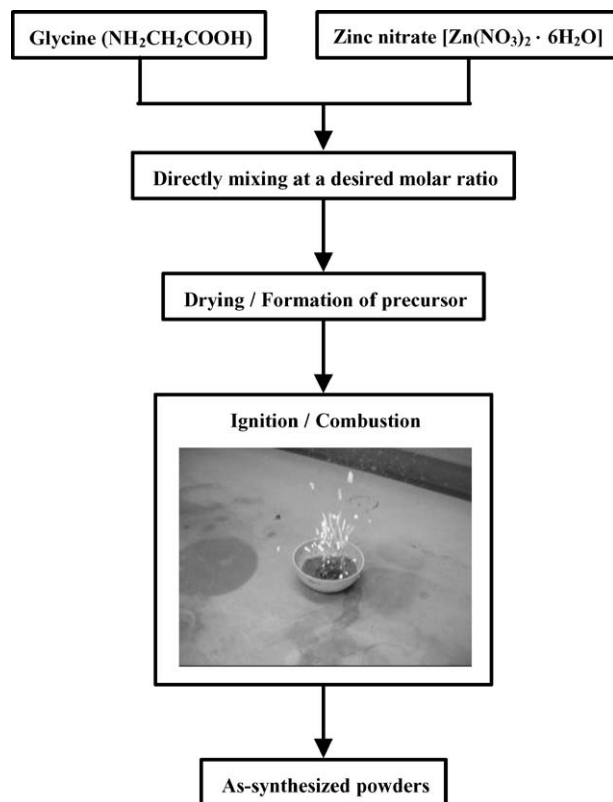 Glycine (NH₂CH₂COOH)
Zinc nitrate [Zn(NO₃)₂ · 6H₂O]
Directly mixing at a desired molar ratio
Drying / Formation of precursor
Ignition / Combustion
As-synthesized powders